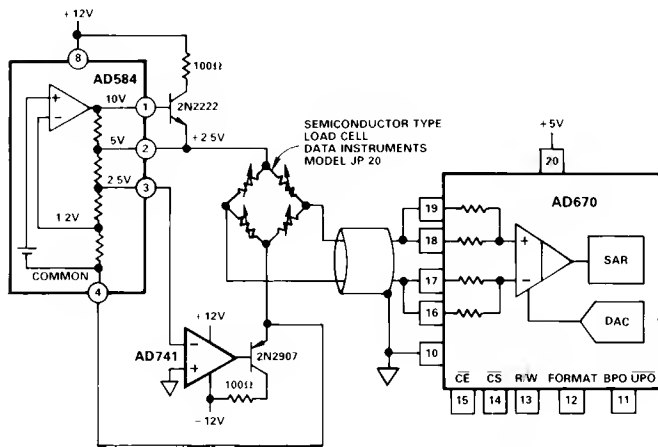 + 12V
8
AD584
100Ω
10V
1
2N2222
5V
2
+ 2 5V
2 5V
3
1 2V
COMMON
4
SEMICONDUCTOR TYPE
LOAD CELL
DATA INSTRUMENTS
MODEL JP 20
+ 12V
AD741
2N2907
100Ω
− 12V
+5V
20
AD670
19
18
17
16
10
SAR
DAC
CE CS R/W FORMAT BPO UPO
15 14 13 12 11